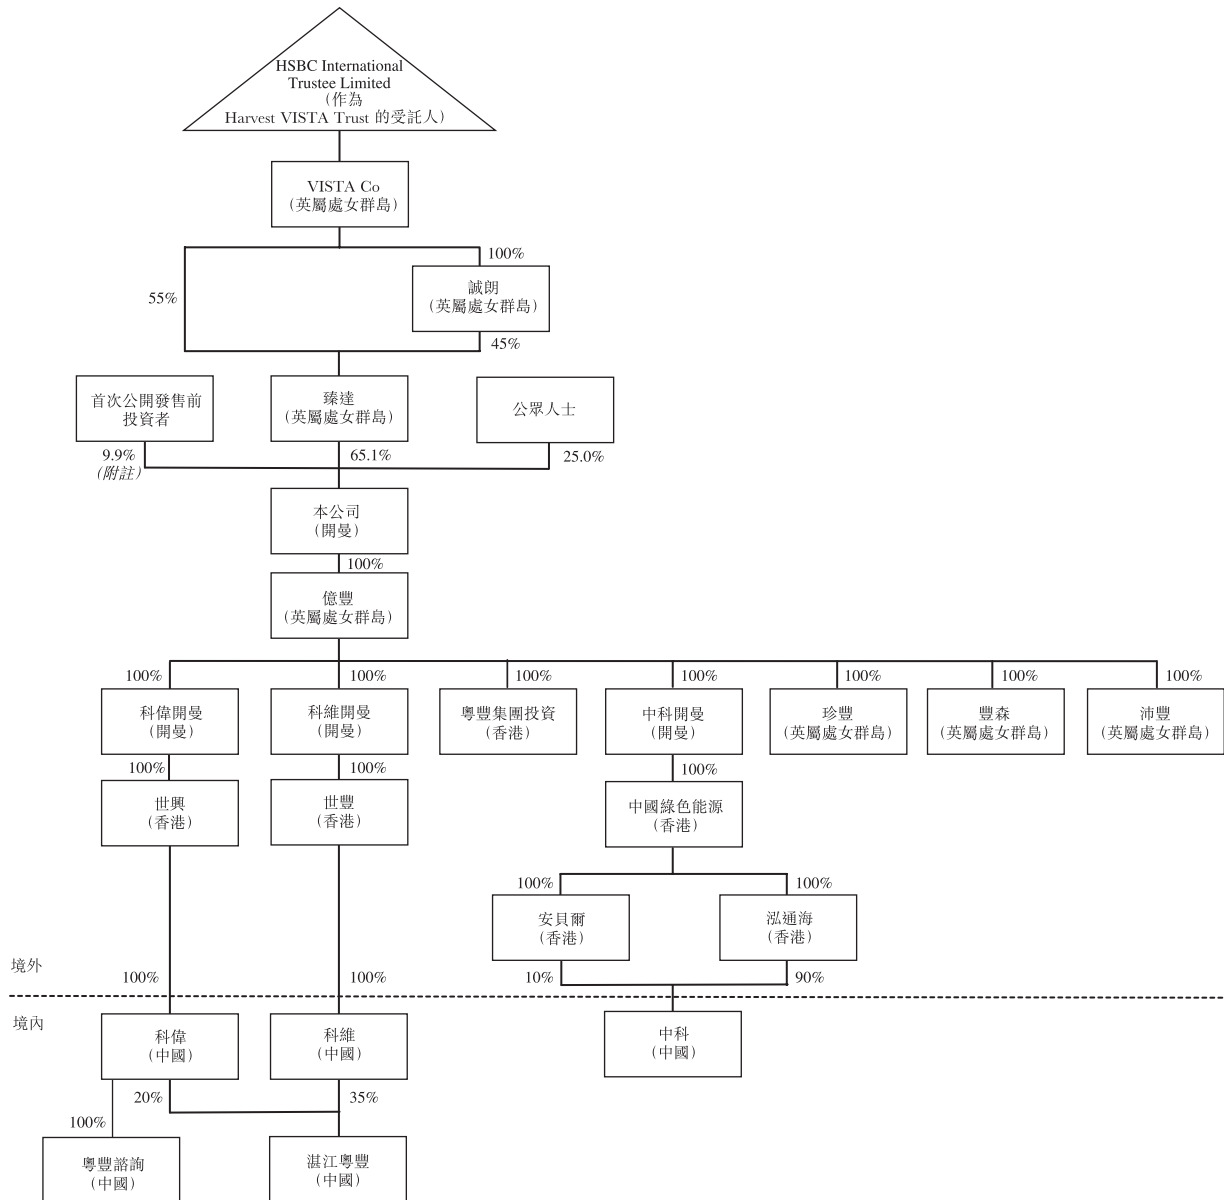 HSBC International
Trustee Limited
(作為
Harvest VISTA Trust 的受託人)
VISTA Co
(英屬處女群島)
100%
55%
誠朗
(英屬處女群島)
45%
首次公開發售前
投資者
臻達
(英屬處女群島)
公眾人士
9.9%
(附註)
65.1%
25.0%
本公司
(開曼)
100%
億豐
(英屬處女群島)
100%
100%
100%
100%
100%
100%
100%
科偉開曼
(開曼)
科維開曼
(開曼)
粵豐集團投資
(香港)
中科開曼
(開曼)
珍豐
(英屬處女群島)
豐森
(英屬處女群島)
沛豐
(英屬處女群島)
100%
100%
100%
世興
(香港)
世豐
(香港)
中國綠色能源
(香港)
100%
100%
安貝爾
(香港)
泓通海
(香港)
境外
100%
100%
10%
90%
境內
科偉
(中國)
科維
(中國)
中科
(中國)
20%
35%
100%
粵豐諮詢
(中國)
湛江粵豐
(中國)